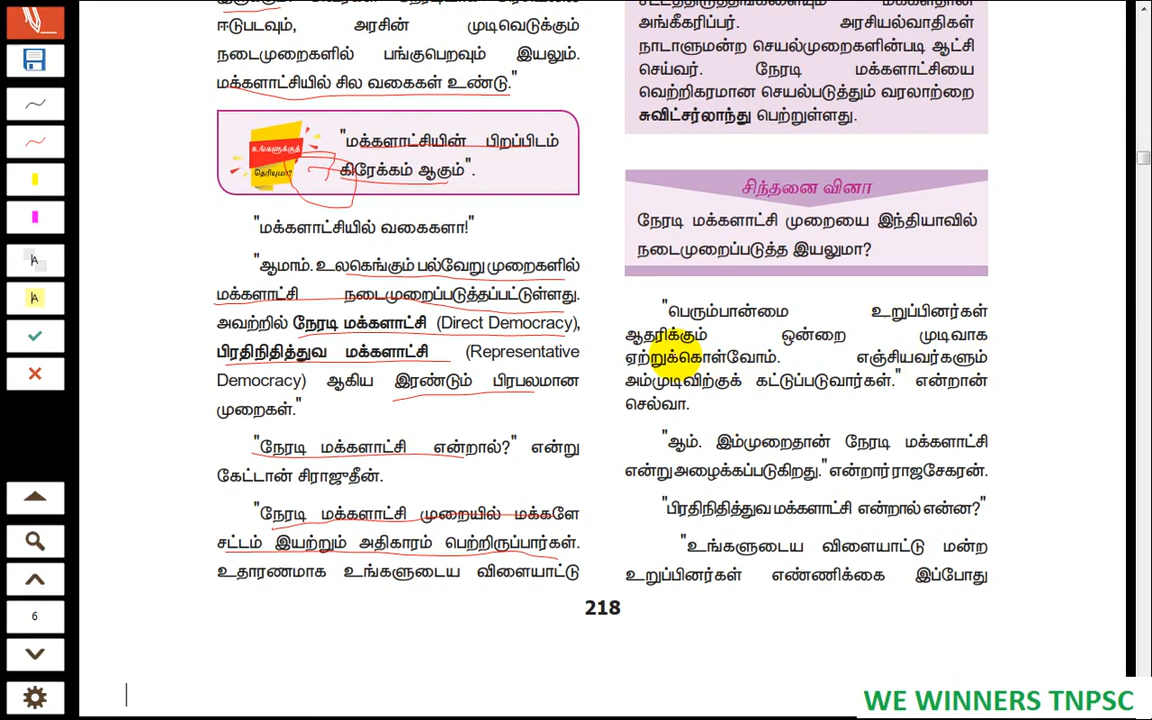 ஈடுபடவும், அரசின் முடிவெடுக்கும்
நடைமுறைகளில் பங்குபெறவும் இயலும்.
மக்களாட்சியில் சில வகைகள் உண்டு."
உங்களுக்குத்
தெரியுமா?
"மக்களாட்சியின் பிறப்பிடம்
கிரேக்கம் ஆகும்".
"மக்களாட்சியில் வகைகளா!"
"ஆமாம். உலகெங்கும் பல்வேறு முறைகளில்
மக்களாட்சி நடைமுறைப்படுத்தப்பட்டுள்ளது.
அவற்றில் நேரடி மக்களாட்சி (Direct Democracy),
பிரதிநிதித்துவ மக்களாட்சி (Representative
Democracy) ஆகிய இரண்டும் பிரபலமான
முறைகள்."
"நேரடி மக்களாட்சி என்றால்?" என்று
கேட்டான் சிராஜுதீன்.
"நேரடி மக்களாட்சி முறையில் மக்களே
சட்டம் இயற்றும் அதிகாரம் பெற்றிருப்பார்கள்.
உதாரணமாக உங்களுடைய விளையாட்டு
அங்கீகரிப்பர். அரசியல்வாதிகள்
நாடாளுமன்ற செயல்முறைகளின்படி ஆட்சி
செய்வர். நேரடி மக்களாட்சியை
வெற்றிகரமான செயல்படுத்தும் வரலாற்றை
சுவிட்சர்லாந்து பெற்றுள்ளது.
சிந்தனை வினா
நேரடி மக்களாட்சி முறையை இந்தியாவில்
நடைமுறைப்படுத்த இயலுமா?
"பெரும்பான்மை உறுப்பினர்கள்
ஆதரிக்கும் ஒன்றை முடிவாக
ஏற்றுக்கொள்வோம். எஞ்சியவர்களும்
அம்முடிவிற்குக் கட்டுப்படுவார்கள்." என்றான்
செல்வா.
"ஆம். இம்முறைதான் நேரடி மக்களாட்சி
என்று அழைக்கப்படுகிறது." என்றார் ராஜசேகரன்.
"பிரதிநிதித்துவ மக்களாட்சி என்றால் என்ன?"
"உங்களுடைய விளையாட்டு மன்ற
உறுப்பினர்கள் எண்ணிக்கை இப்போது
218
6
WE WINNERS TNPSC